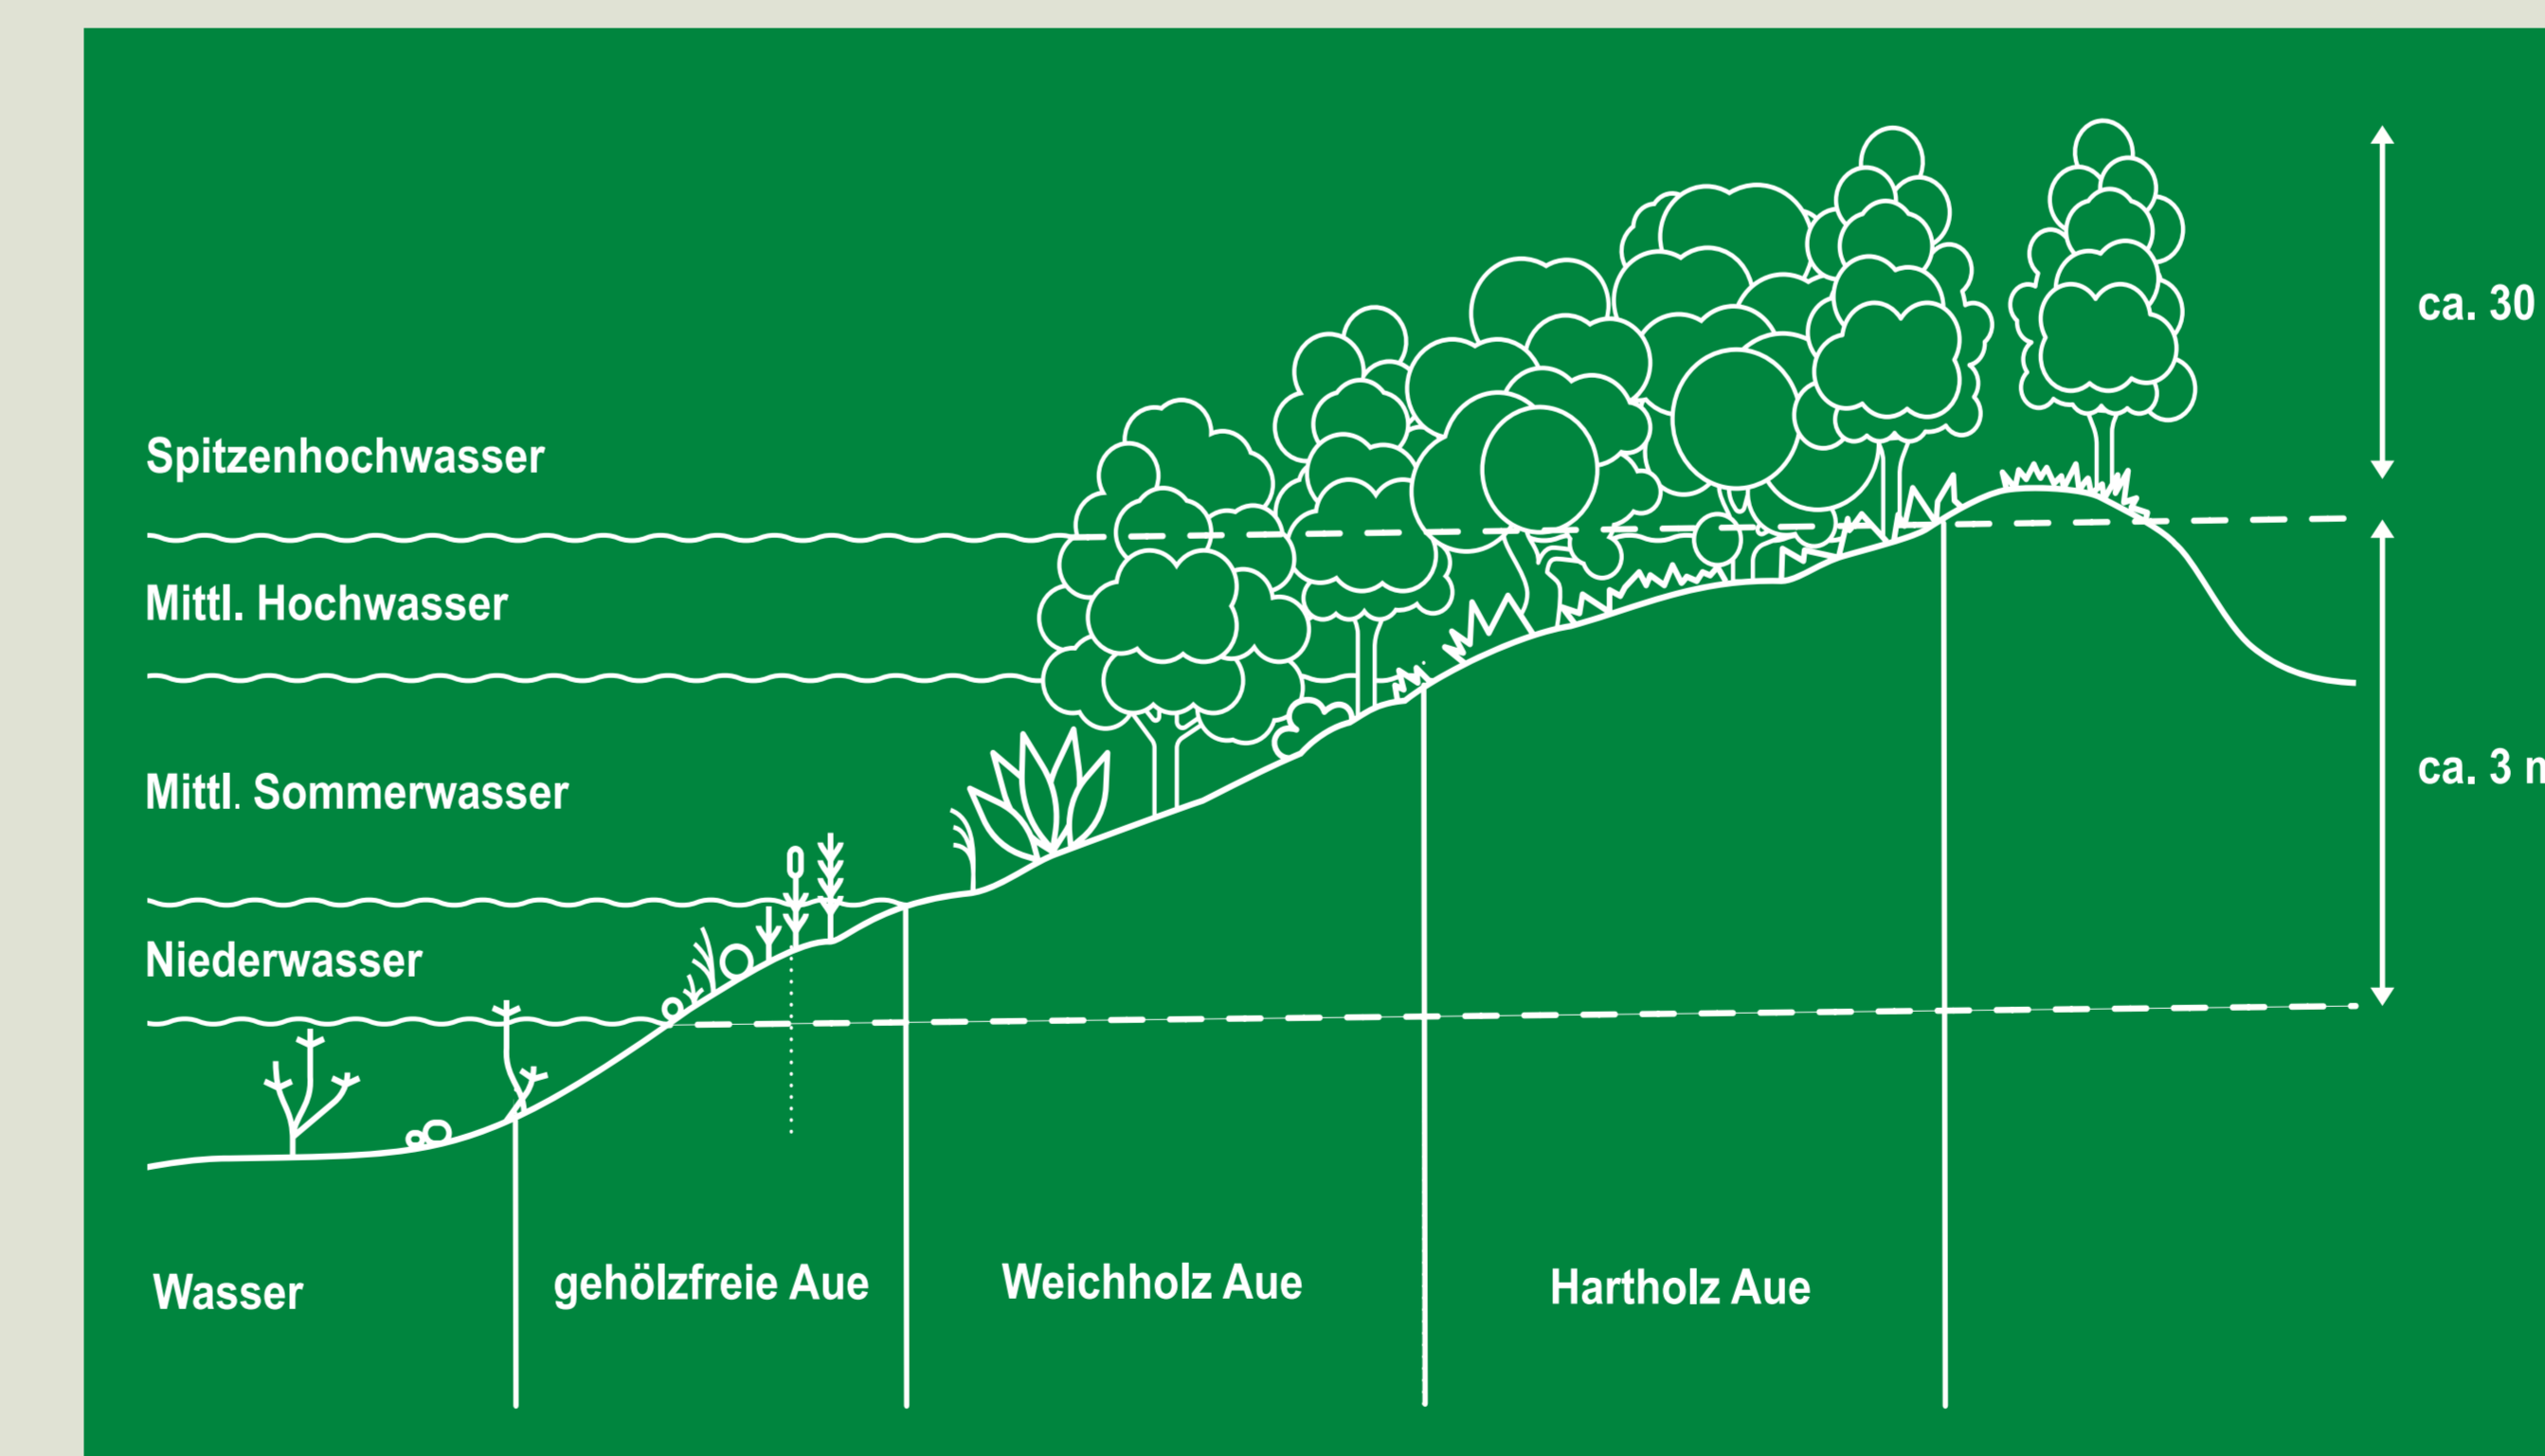 ca. 30
Spitzenhochwasser
Mittl. Hochwasser
Mittl. Sommerwasser
ca. 3
Niederwasser
Wasser
gehölzfreie Aue
Weichholz Aue
Hartholz Aue